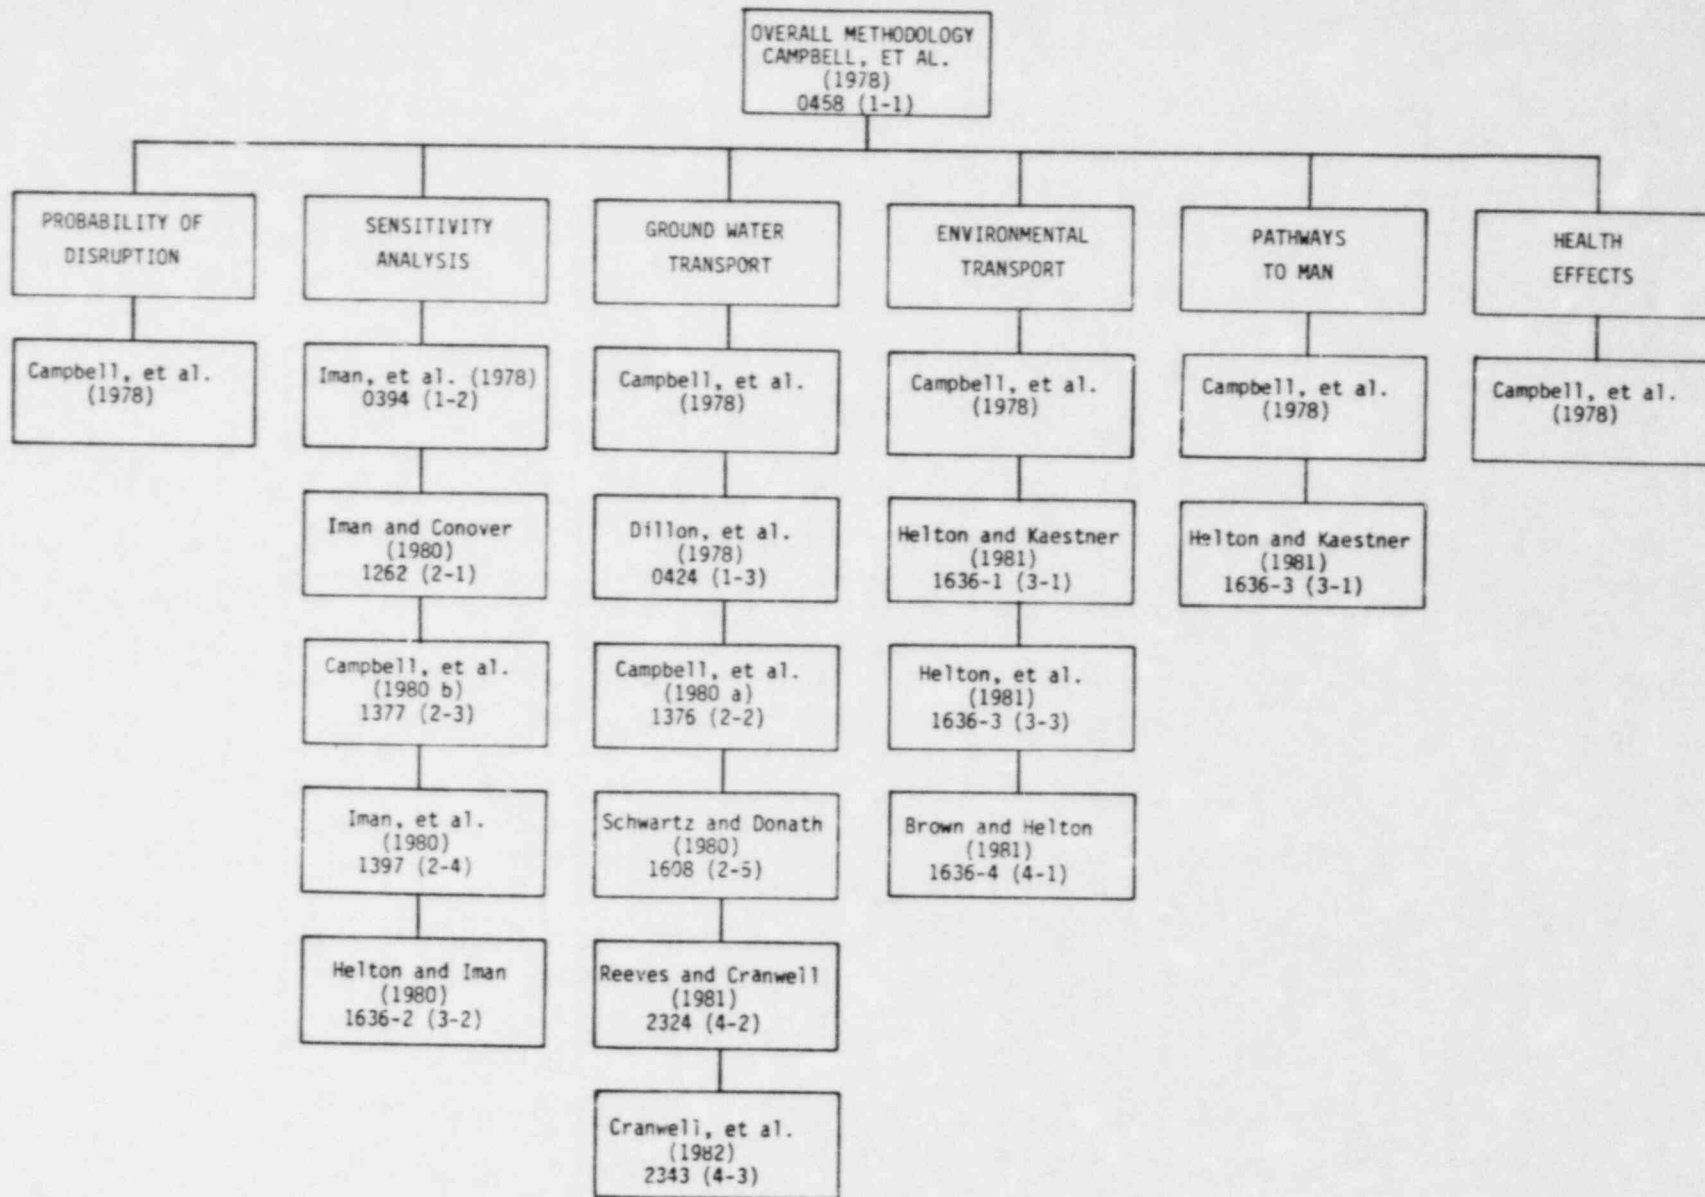 OVERALL METHODOLOGY
CAMPBELL, ET AL.
(1978)
0458 (1-1)
PROBABILITY OF
DISRUPTION
Campbell, et al.
(1978)
SENSITIVITY
ANALYSIS
Iman, et al. (1978)
0394 (1-2)
Iman and Conover
(1980)
1262 (2-1)
Campbell, et al.
(1980 b)
1377 (2-3)
Iman, et al.
(1980)
1397 (2-4)
Helton and Iman
(1980)
1636-2 (3-2)
GROUND WATER
TRANSPORT
Campbell, et al.
(1978)
Dillon, et al.
(1978)
0424 (1-3)
Campbell, et al.
(1980 a)
1376 (2-2)
Schwartz and Donath
(1980)
1608 (2-5)
Reeves and Cranwell
(1981)
2324 (4-2)
Cranwell, et al.
(1982)
2343 (4-3)
ENVIRONMENTAL
TRANSPORT
Campbell, et al.
(1978)
Helton and Kaestner
(1981)
1636-1 (3-1)
Helton, et al.
(1981)
1636-3 (3-3)
Brown and Helton
(1981)
1636-4 (4-1)
PATHWAYS
TO MAN
Campbell, et al.
(1978)
Helton and Kaestner
(1981)
1636-3 (3-1)
HEALTH
EFFECTS
Campbell, et al.
(1978)